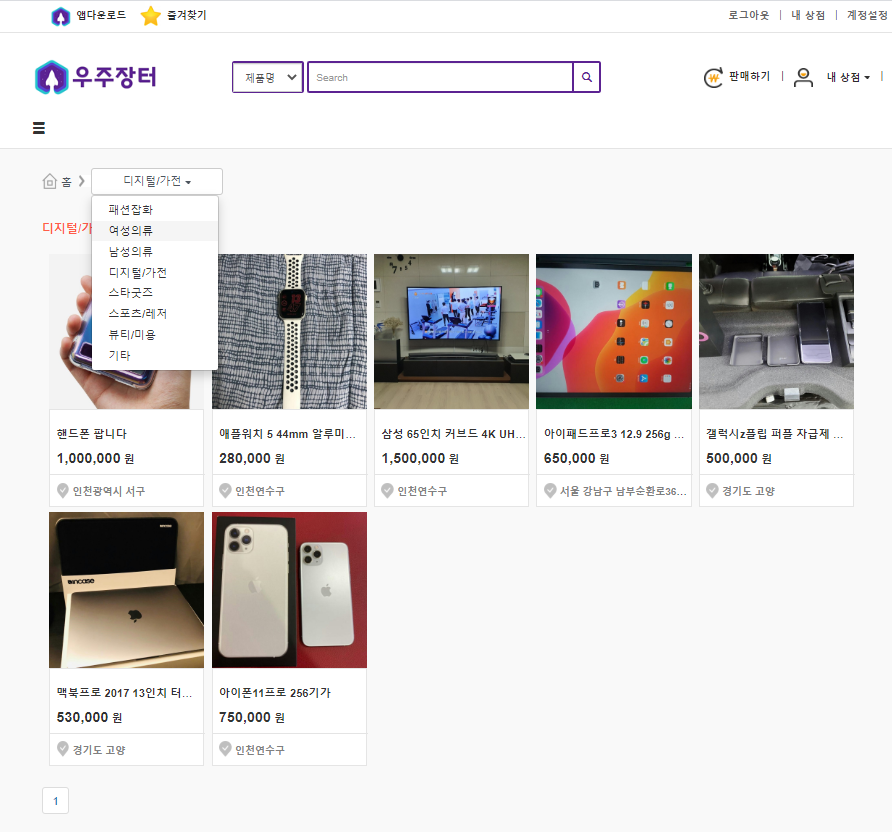 앱다운로드 즐겨찾기 로그아웃 | 내 상점 | 계정설정
우주장터 제품명 Search 판매하기 | 내 상점 |
홈 디지털/가전
디지털/가
패션잡화
여성의류
남성의류
디지털/가전
스타굿즈
스포츠/레저
뷰티/미용
기타
핸드폰 팝니다
1,000,000 원
인천광역시 서구
애플워치 5 44mm 알루미...
280,000 원
인천연수구
삼성 65인치 커브드 4K UH...
1,500,000 원
인천연수구
아이패드프로3 12.9 256g ...
650,000 원
서울 강남구 남부순환로36...
갤럭시z플립 퍼플 자급제 ...
500,000 원
경기도 고양
incase
맥북프로 2017 13인치 터...
530,000 원
경기도 고양
아이폰11프로 256기가
750,000 원
인천연수구
1